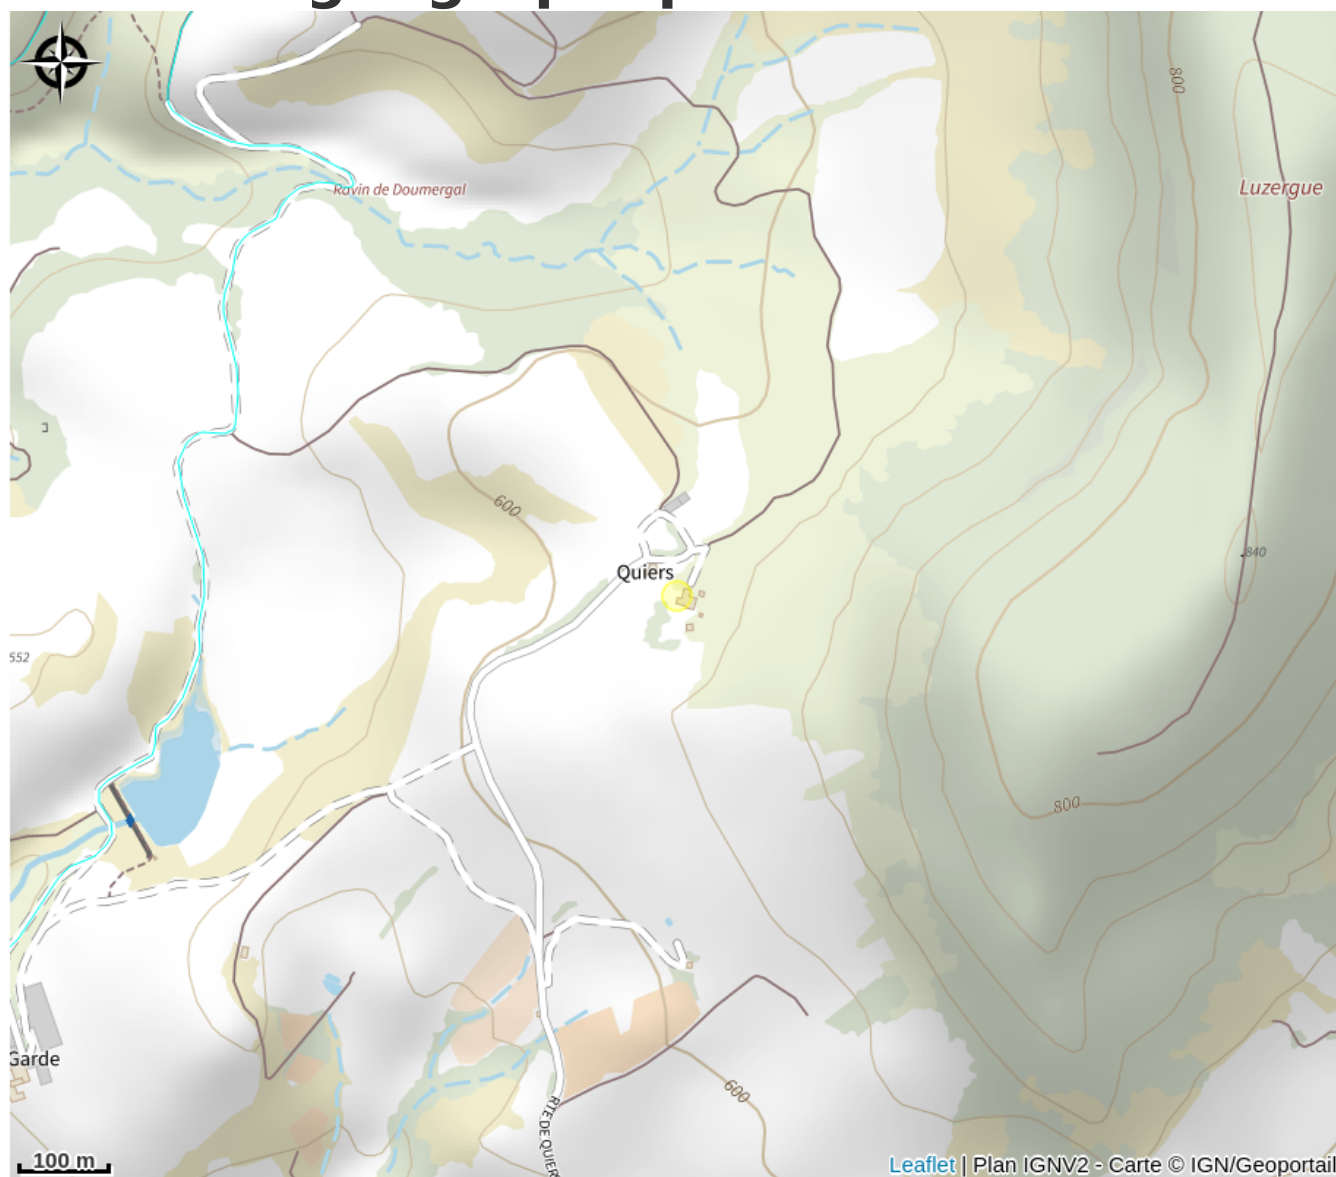 800
Ravin de Doumergal
Luzergue
600
840
Quiers
552
800
Garde
600
RTE DE QUIER
100 m
Leaflet | Plan IGNV2 - Carte © IGN/Geoportail